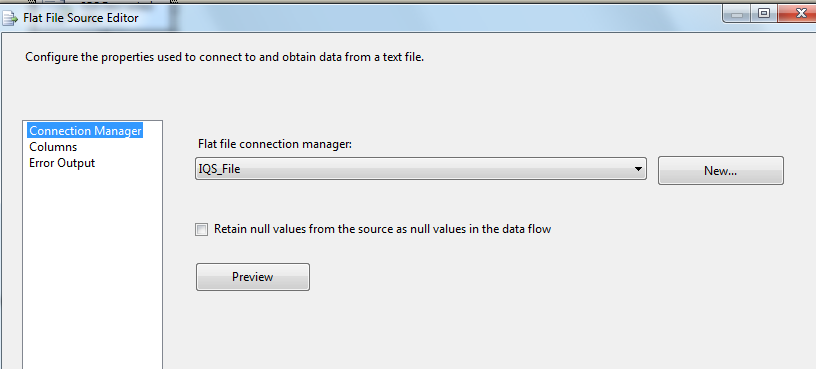 Flat File Source Editor
Configure the properties used to connect to and obtain data from a text file.
Connection Manager
Columns
Error Output
Flat file connection manager:
IQS_File
New...
Retain null values from the source as null values in the data flow
Preview